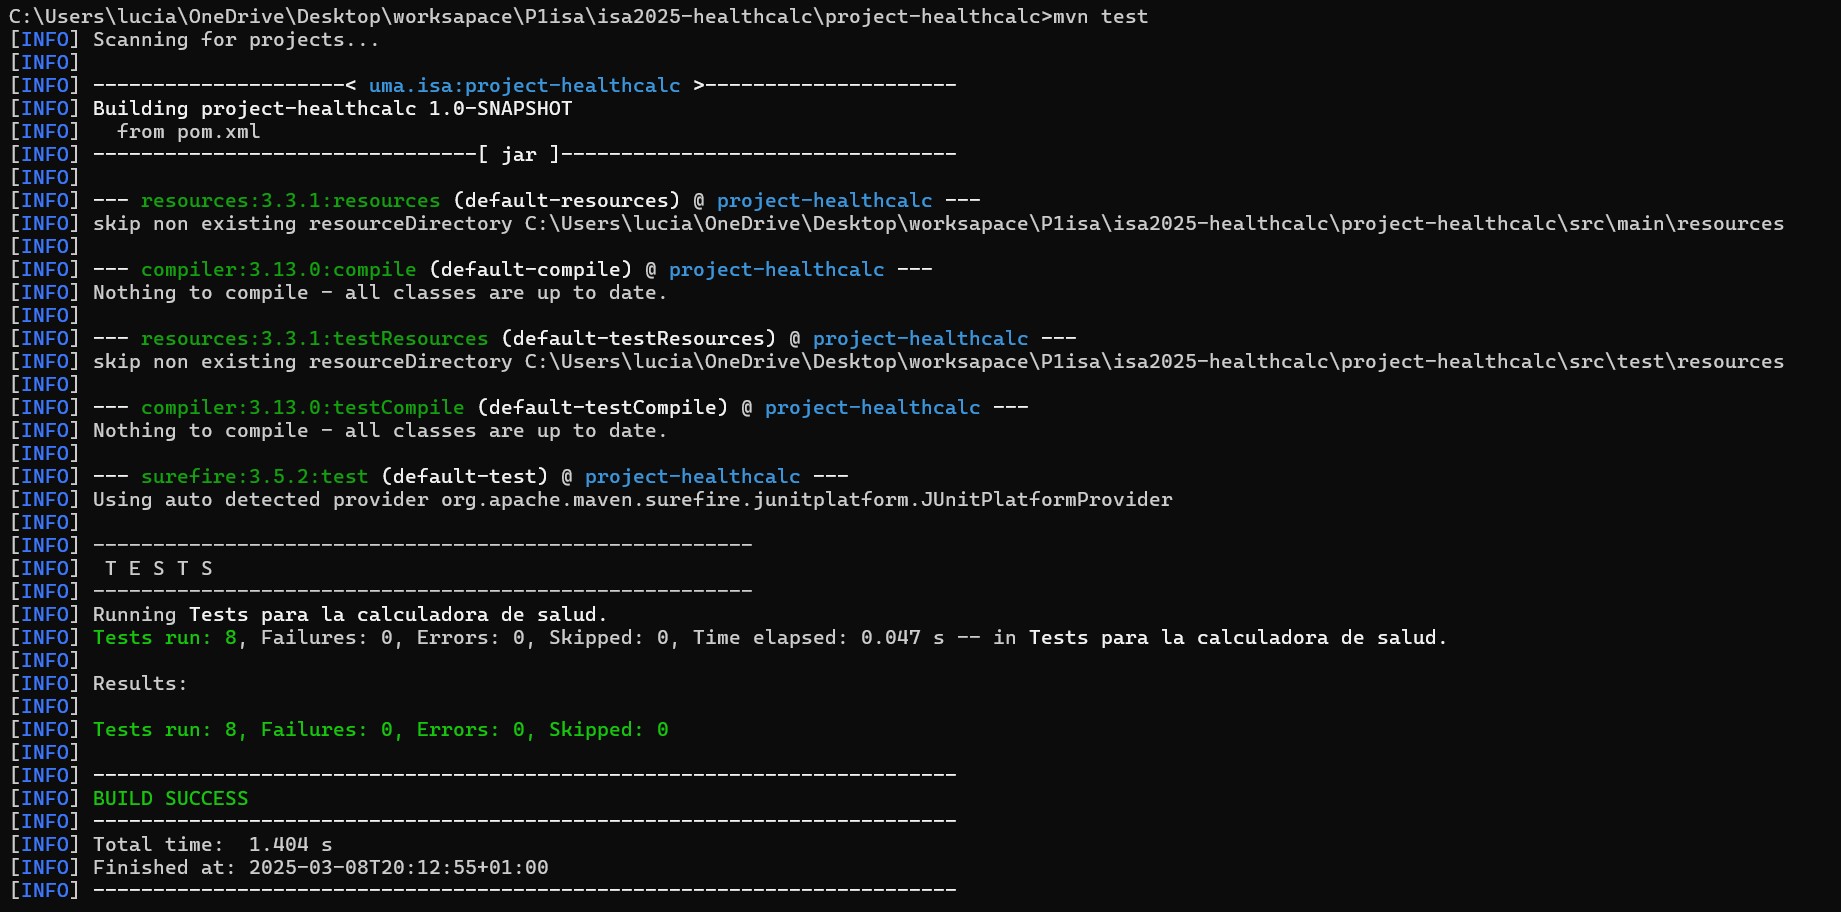 C:\Users\lucia\OneDrive\Desktop\worksapace\P1isa\isa2025-healthcalc\project-healthcalc>mvn test
[INFO] Scanning for projects...
[INFO]
[INFO] ---------------------< uma.isa:project-healthcalc >---------------------
[INFO] Building project-healthcalc 1.0-SNAPSHOT
[INFO]   from pom.xml
[INFO] --------------------------------[ jar ]---------------------------------
[INFO]
[INFO] --- resources:3.3.1:resources (default-resources) @ project-healthcalc ---
[INFO] skip non existing resourceDirectory C:\Users\lucia\OneDrive\Desktop\worksapace\P1isa\isa2025-healthcalc\project-healthcalc\src\main\resources
[INFO]
[INFO] --- compiler:3.13.0:compile (default-compile) @ project-healthcalc ---
[INFO] Nothing to compile - all classes are up to date.
[INFO]
[INFO] --- resources:3.3.1:testResources (default-testResources) @ project-healthcalc ---
[INFO] skip non existing resourceDirectory C:\Users\lucia\OneDrive\Desktop\worksapace\P1isa\isa2025-healthcalc\project-healthcalc\src\test\resources
[INFO]
[INFO] --- compiler:3.13.0:testCompile (default-testCompile) @ project-healthcalc ---
[INFO] Nothing to compile - all classes are up to date.
[INFO]
[INFO] --- surefire:3.5.2:test (default-test) @ project-healthcalc ---
[INFO] Using auto detected provider org.apache.maven.surefire.junitplatform.JUnitPlatformProvider
[INFO]
[INFO] -------------------------------------------------------
[INFO]  T E S T S
[INFO] -------------------------------------------------------
[INFO] Running Tests para la calculadora de salud.
[INFO] Tests run: 8, Failures: 0, Errors: 0, Skipped: 0, Time elapsed: 0.047 s -- in Tests para la calculadora de salud.
[INFO]
[INFO] Results:
[INFO]
[INFO] Tests run: 8, Failures: 0, Errors: 0, Skipped: 0
[INFO]
[INFO] ------------------------------------------------------------------------
[INFO] BUILD SUCCESS
[INFO] ------------------------------------------------------------------------
[INFO] Total time:  1.404 s
[INFO] Finished at: 2025-03-08T20:12:55+01:00
[INFO] ------------------------------------------------------------------------